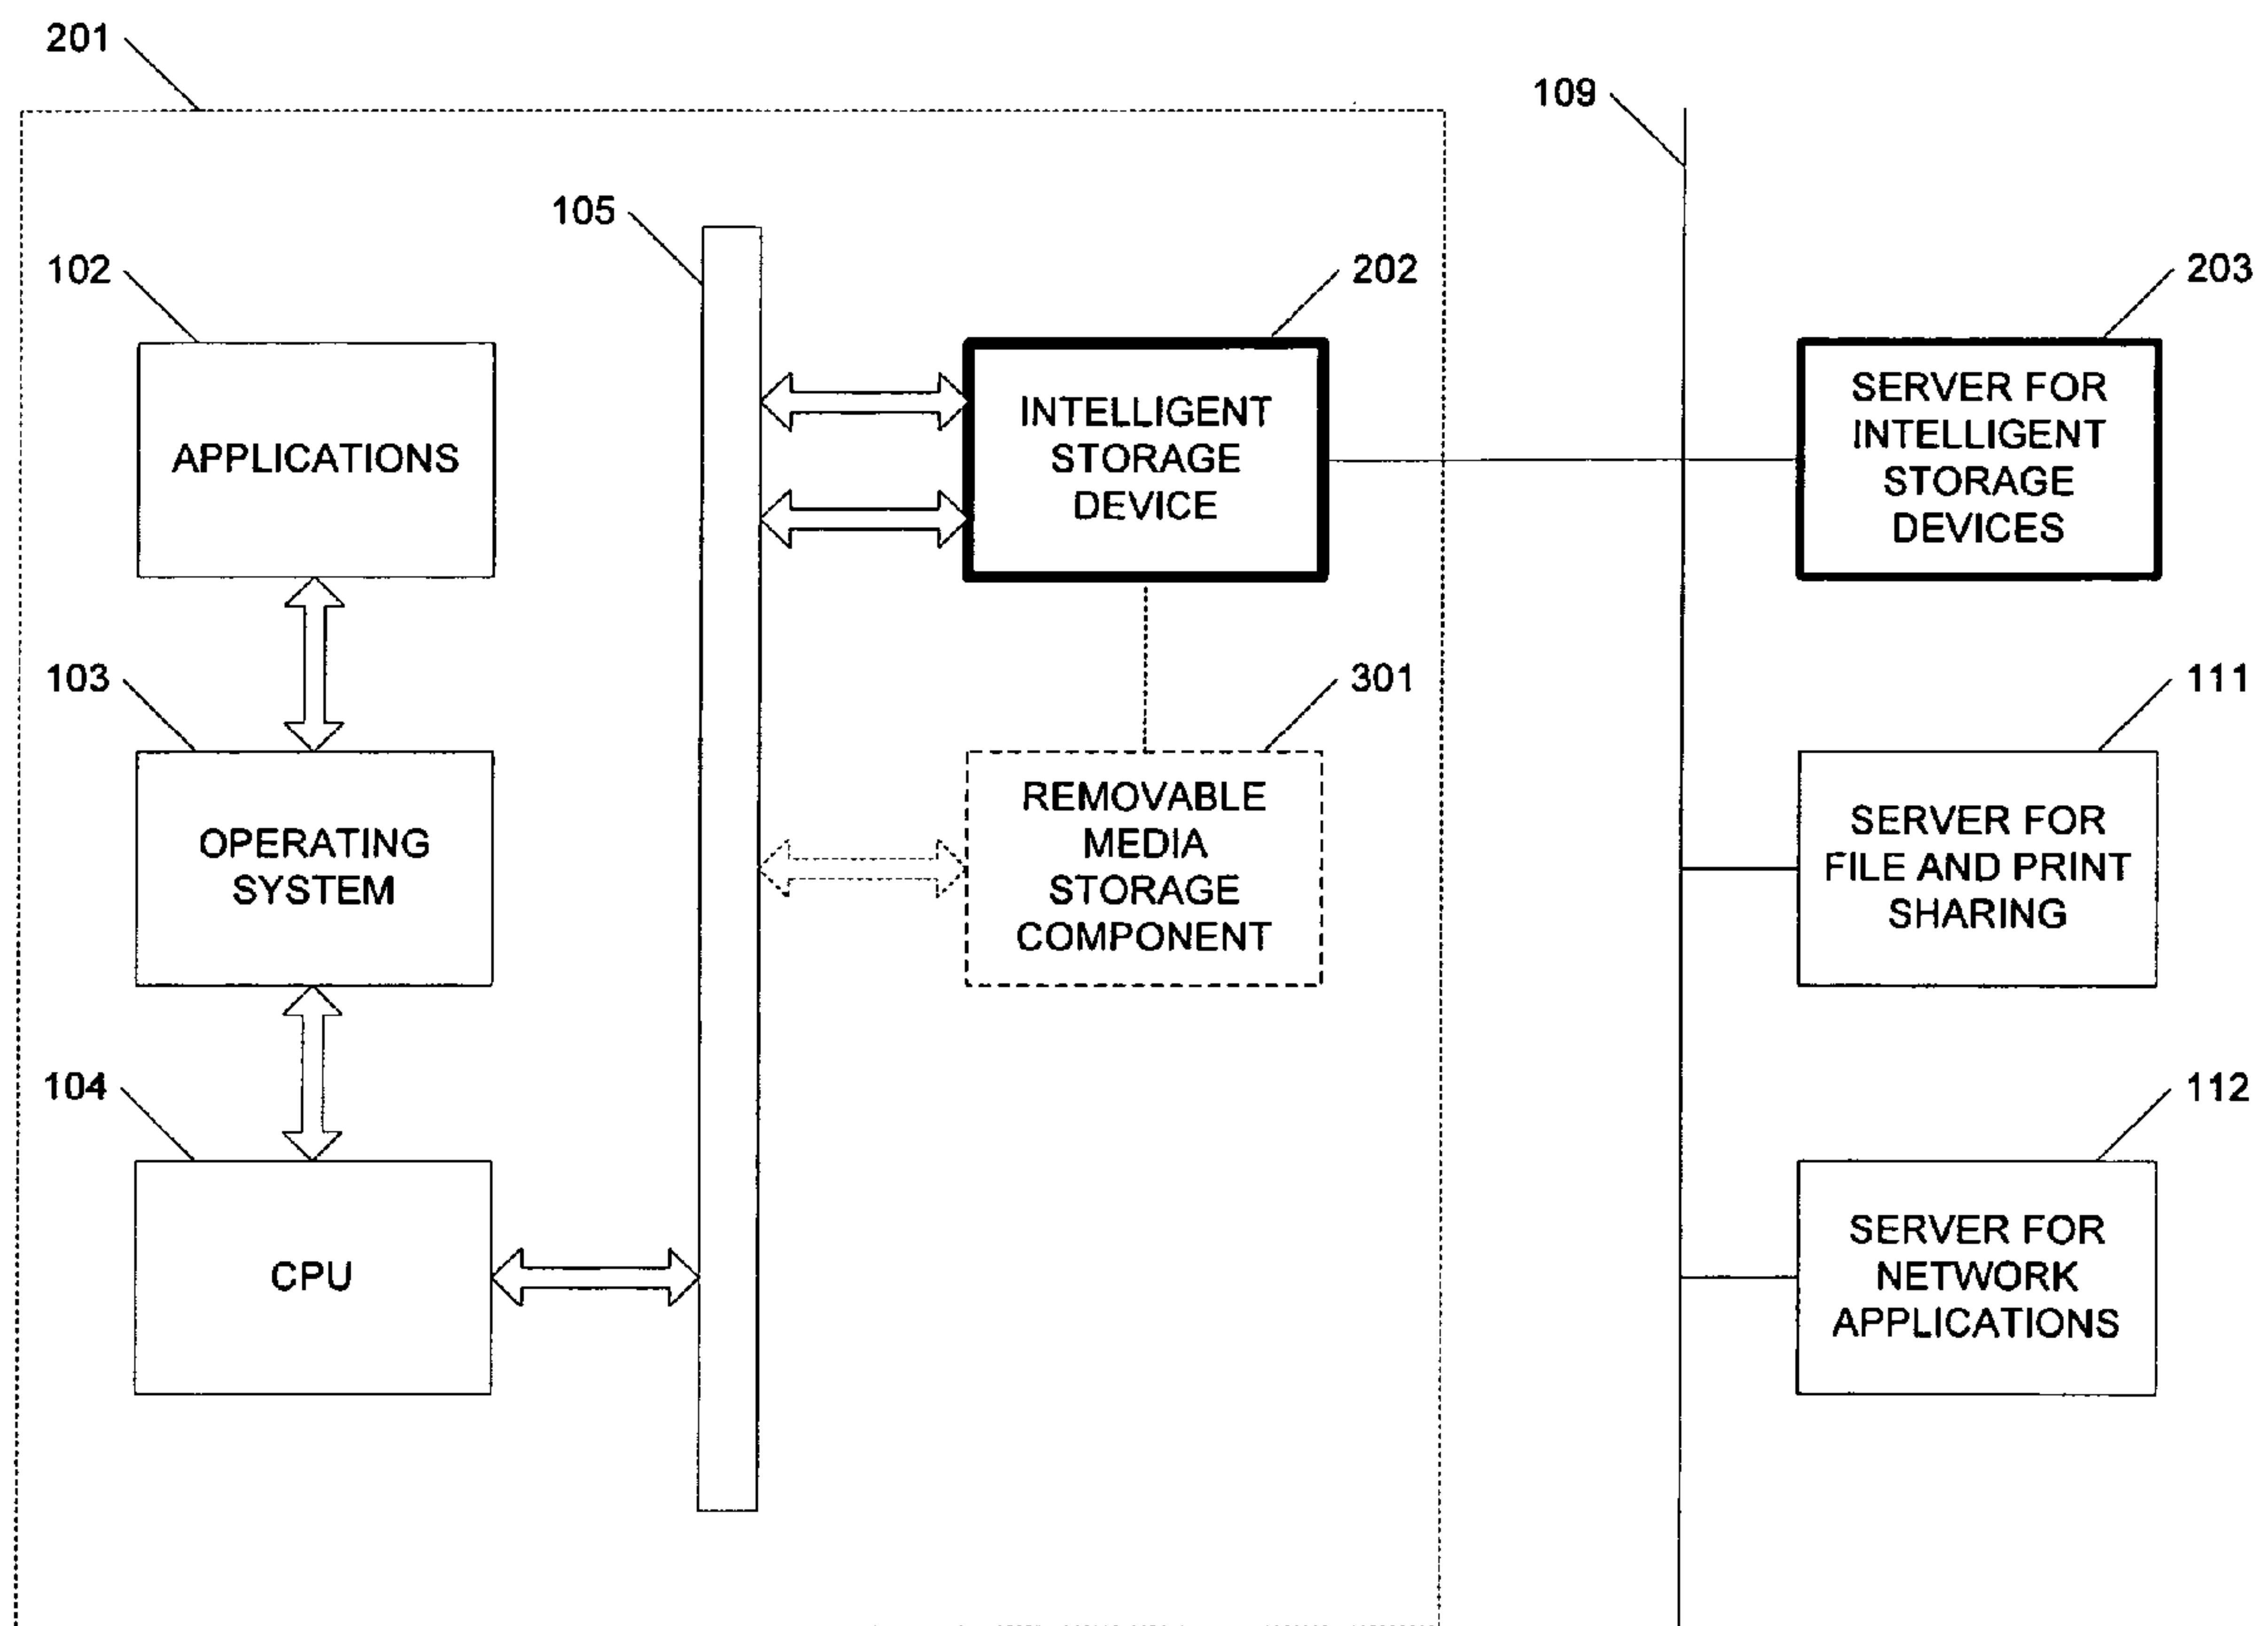 201
109
105
102
202
203
APPLICATIONS
INTELLIGENT
STORAGE
DEVICE
SERVER FOR
INTELLIGENT
STORAGE
DEVICES
103
301
111
OPERATING
SYSTEM
REMOVABLE
MEDIA
STORAGE
COMPONENT
SERVER FOR
FILE AND PRINT
SHARING
104
112
CPU
SERVER FOR
NETWORK
APPLICATIONS